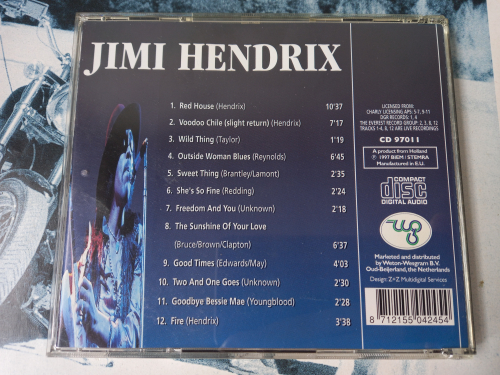 JIMI HENDRIX
1. Red House (Hendrix) 10'37
2. Voodoo Chile (slight return) (Hendrix) 7'17
3. Wild Thing (Taylor) 1'19
4. Outside Woman Blues (Reynolds) 6'45
5. Sweet Thing (Brantley/Lamont) 2'35
6. She's So Fine (Redding) 2'24
7. Freedom And You (Unknown) 2'18
8. The Sunshine Of Your Love
(Bruce/Brown/Clapton) 6'37
9. Good Times (Edwards/May) 4'03
10. Two And One Goes (Unknown) 2'30
11. Goodbye Bessie Mae (Youngblood) 2'28
12. Fire (Hendrix) 3'38
LICENSED FROM:
CHARLY LICENSING APS: 5-7, 9-11
DGR RECORDS: 1, 4
THE EVEREST RECORD GROUP: 2, 3, 8, 12
TRACKS 1-4, 8, 12 ARE LIVE RECORDINGS
CD 97011
A product from Holland
℗ 1997 BIEM / STEMRA
Manufactured in E.U.
COMPACT
disc
DIGITAL AUDIO
wg
Marketed and distributed
by Weton-Wesgram B.V.
Oud-Beijerland, the Netherlands
Design: Z+Z Multidigital Services
8 712155 042454